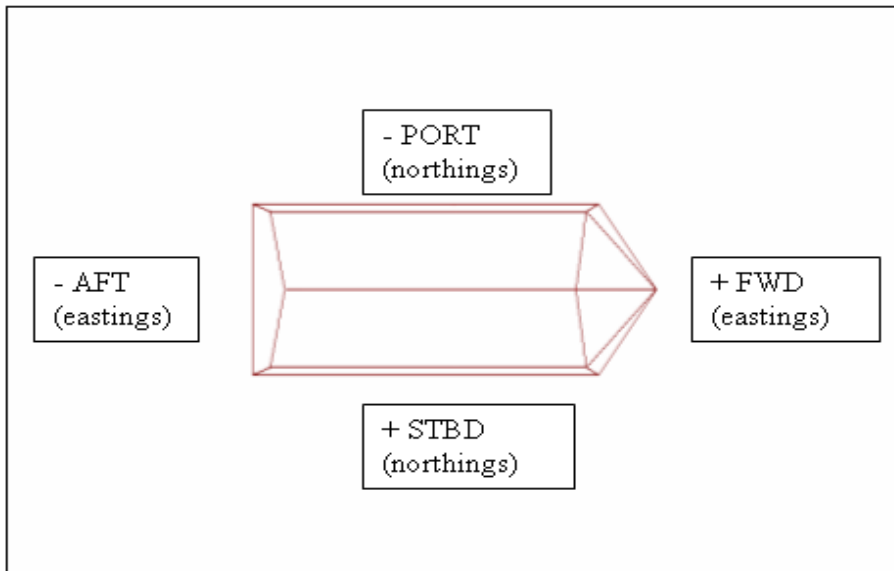 - PORT
(northings)
- AFT
(eastings)
+ FWD
(eastings)
+ STBD
(northings)